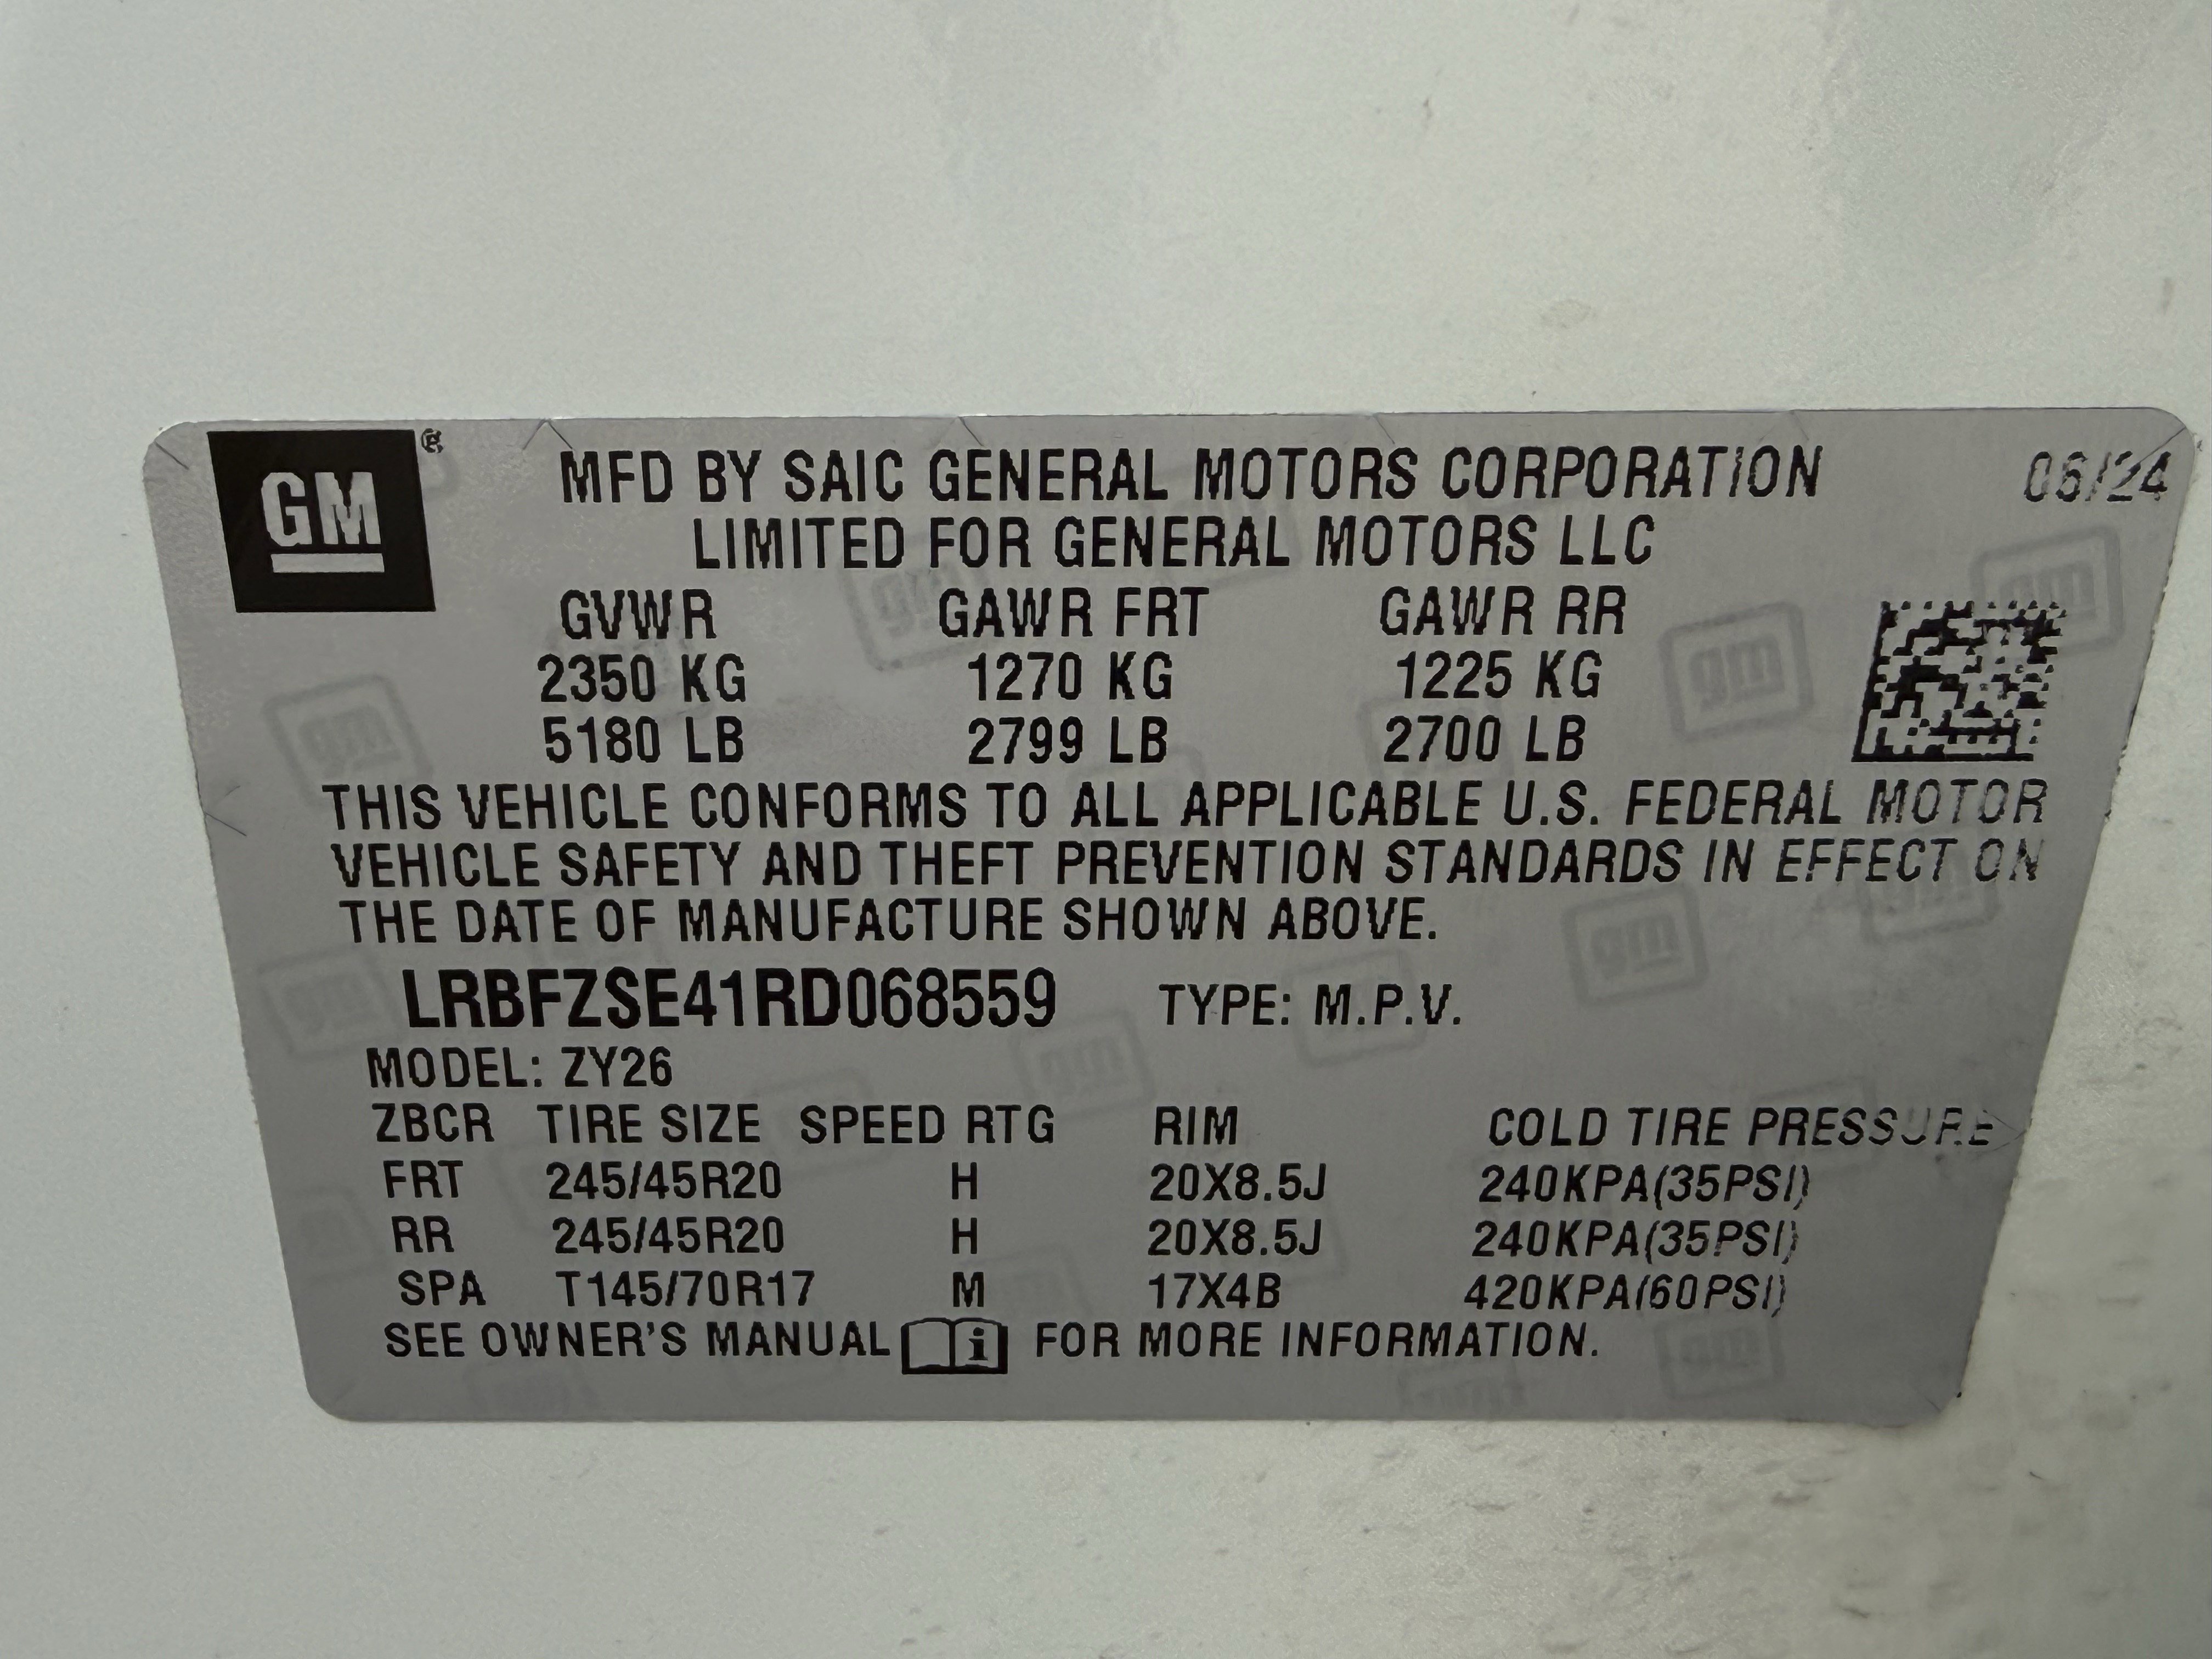 GM ®
MFD BY SAIC GENERAL MOTORS CORPORATION 06/24
LIMITED FOR GENERAL MOTORS LLC
GVWR GAWR FRT GAWR RR
2350 KG 1270 KG 1225 KG
5180 LB 2799 LB 2700 LB
THIS VEHICLE CONFORMS TO ALL APPLICABLE U.S. FEDERAL MOTOR
VEHICLE SAFETY AND THEFT PREVENTION STANDARDS IN EFFECT ON
THE DATE OF MANUFACTURE SHOWN ABOVE.
LRBFZSE41RD068559 TYPE: M.P.V.
MODEL: ZY26
ZBCR TIRE SIZE SPEED RTG RIM COLD TIRE PRESSURE
FRT 245/45R20 H 20X8.5J 240KPA(35PSI)
RR 245/45R20 H 20X8.5J 240KPA(35PSI)
SPA T145/70R17 M 17X4B 420KPA(60PSI)
SEE OWNER'S MANUAL i FOR MORE INFORMATION.